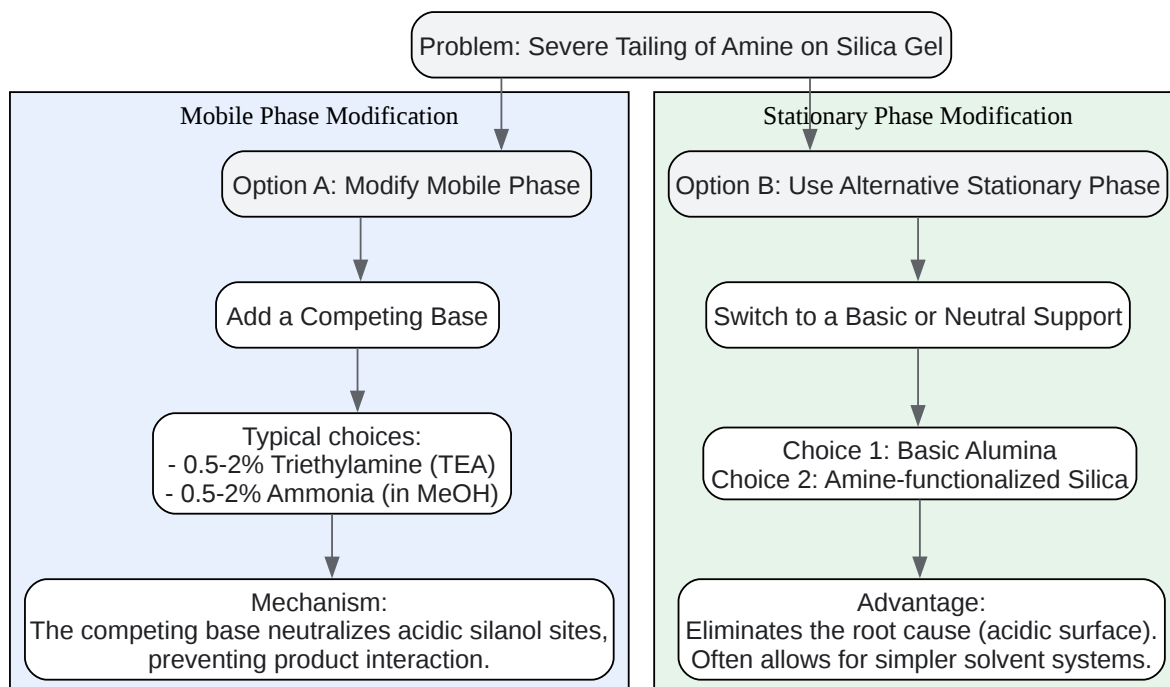 Problem: Severe Tailing of Amine on Silica Gel
Mobile Phase Modification
Option A: Modify Mobile Phase
Add a Competing Base
Typical choices:
- 0.5-2% Triethylamine (TEA)
- 0.5-2% Ammonia (in MeOH)
Mechanism:
The competing base neutralizes acidic silanol sites,
preventing product interaction.
Stationary Phase Modification
Option B: Use Alternative Stationary Phase
Switch to a Basic or Neutral Support
Choice 1: Basic Alumina
Choice 2: Amine-functionalized Silica
Advantage:
Eliminates the root cause (acidic surface).
Often allows for simpler solvent systems.